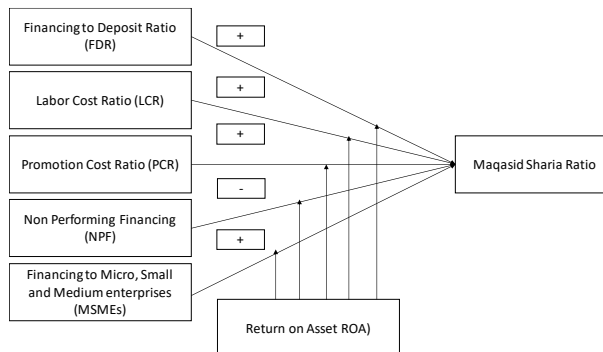 Financing to Deposit Ratio
(FDR)
+
+
Labor Cost Ratio (LCR)
+
Promotion Cost Ratio (PCR)
Maqasid Sharia Ratio
-
Non Performing Financing
(NPF)
+
Financing to Micro, Small
and Medium enterprises
(MSMEs)
Return on Asset ROA)